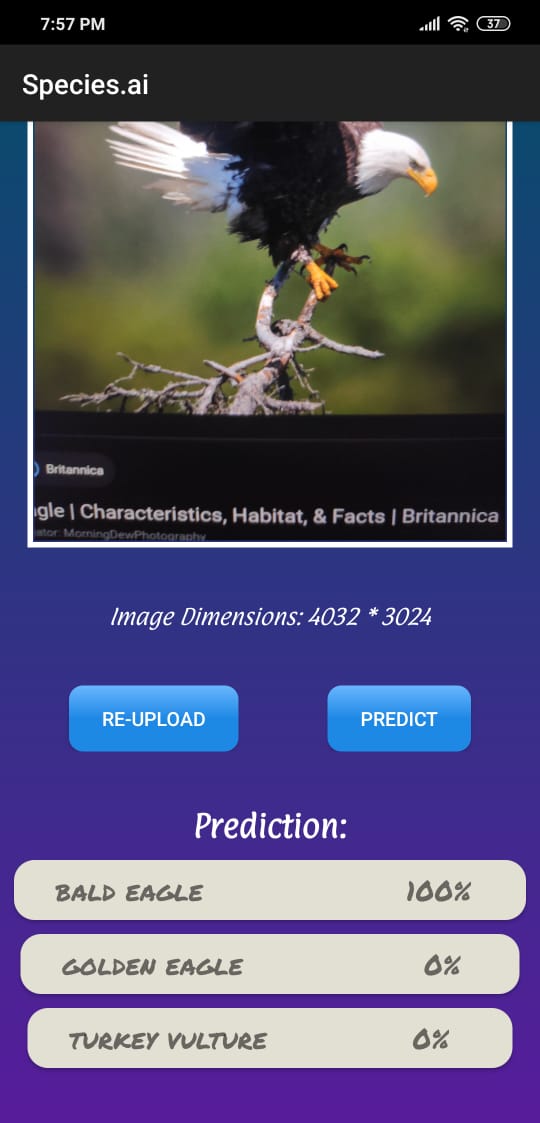 7:57 PM
37
Species.ai
Britannica
gle | Characteristics, Habitat, & Facts | Britannica
ator: MorningDewPhotography
Image Dimensions: 4032 * 3024
RE-UPLOAD PREDICT
Prediction:
BALD EAGLE 100%
GOLDEN EAGLE 0%
TURKEY VULTURE 0%